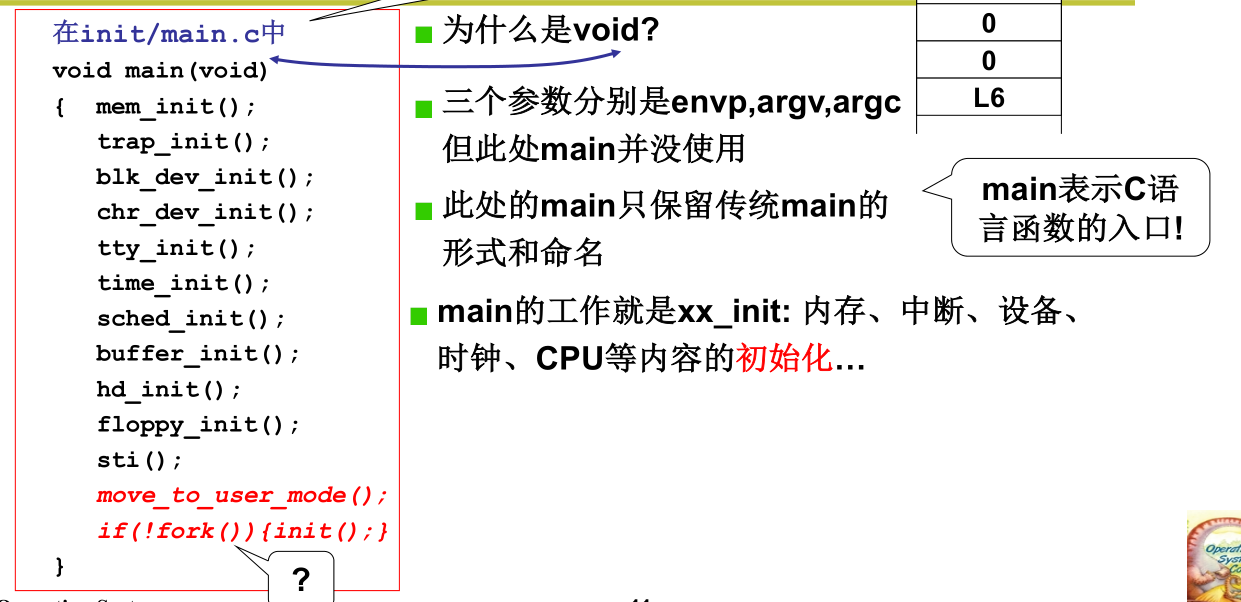 在init/main.c中
void main(void)
{ mem_init();
trap_init();
blk_dev_init();
chr_dev_init();
tty_init();
time_init();
sched_init();
buffer_init();
hd_init();
floppy_init();
sti();
move_to_user_mode();
if(!fork()){init();}
}
?
为什么是void?
三个参数分别是envp,argv,argc
但此处main并没使用
此处的main只保留传统main的
形式和命名
main的工作就是xx_init: 内存、中断、设备、
时钟、CPU等内容的初始化...
0
0
L6
main表示C语
言函数的入口!